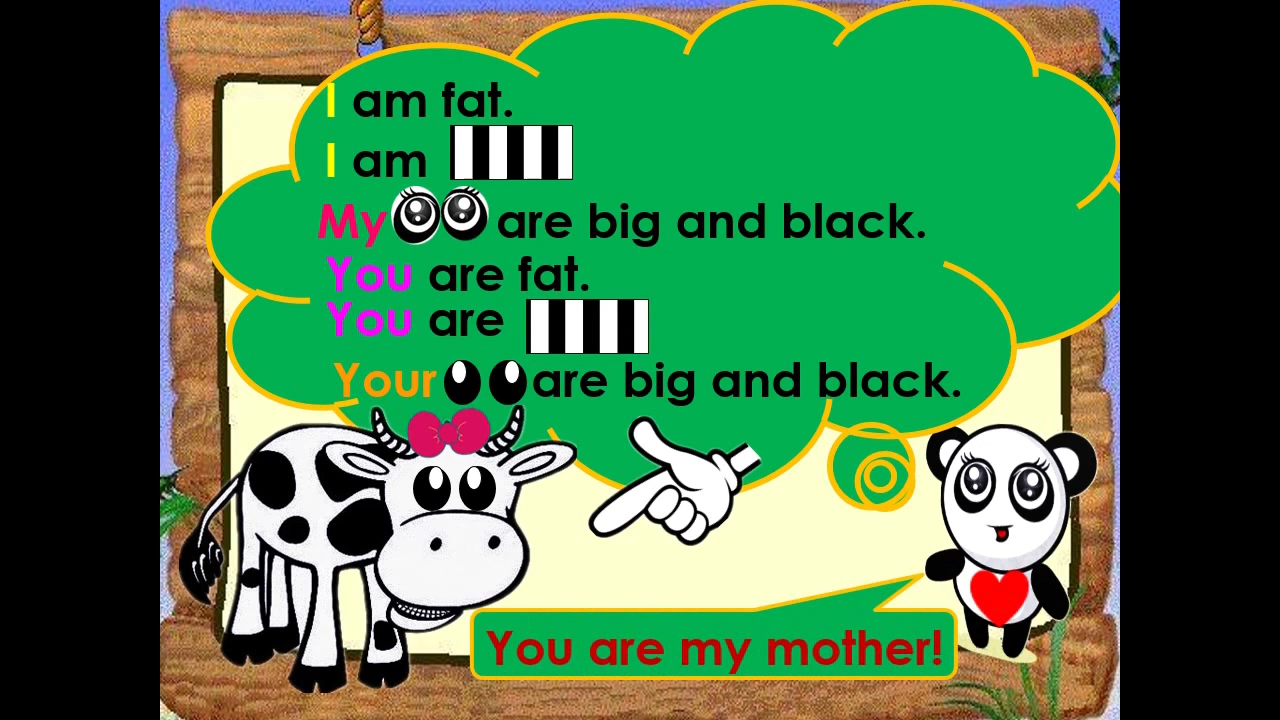 I am fat.
I am
My are big and black.
You are fat.
You are
Your are big and black.
You are my mother!